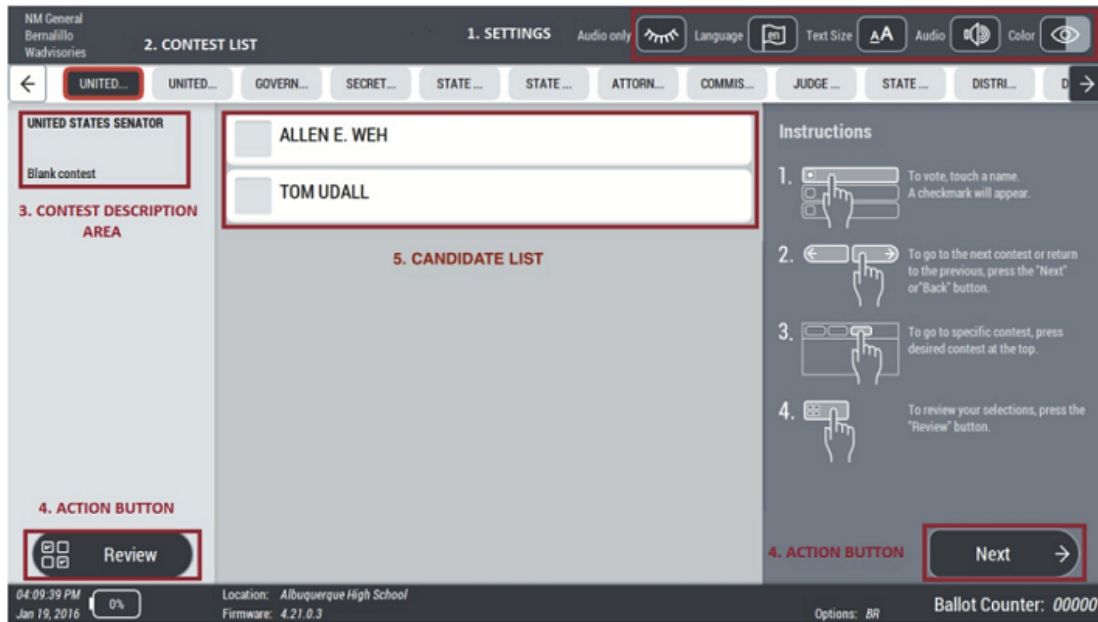 NM General
Bernalillo
Wadvisories
2. CONTEST LIST
1. SETTINGS
Audio only
Language
en
Text Size
AA
Audio
Color
UNITED...
UNITED...
GOVERN...
SECRET...
STATE ...
STATE ...
ATTORN...
COMMIS...
JUDGE ...
STATE ...
DISTRI...
D
UNITED STATES SENATOR
Blank contest
3. CONTEST DESCRIPTION
AREA
ALLEN E. WEH
TOM UDALL
5. CANDIDATE LIST
Instructions
1. To vote, touch a name.
A checkmark will appear.
2. To go to the next contest or return
to the previous, press the "Next"
or"Back" button.
3. To go to specific contest, press
desired contest at the top.
4. To review your selections, press the
"Review" button.
4. ACTION BUTTON
Review
4. ACTION BUTTON
Next
04:09:39 PM
Jan 19, 2016
0%
Location: Albuquerque High School
Firmware: 4.21.0.3
Options: BR
Ballot Counter: 00000